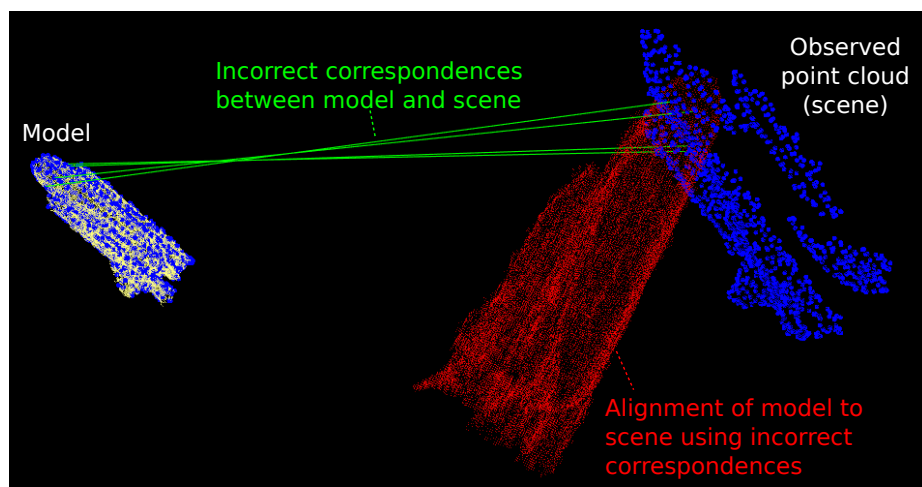 Incorrect correspondences
between model and scene
Model
Observed
point cloud
(scene)
Alignment of model to
scene using incorrect
correspondences